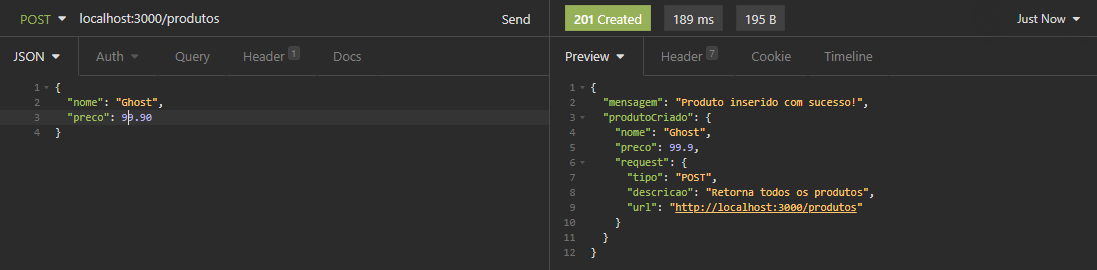 POST localhost:3000/produtos Send
JSON Auth Query Header 1 Docs
1 {
2 "nome": "Ghost",
3 "preco": 99.90
4 }
201 Created 189 ms 195 B Just Now
Preview Header 7 Cookie Timeline
1 {
2 "mensagem": "Produto inserido com sucesso!",
3 "produtoCriado": {
4 "nome": "Ghost",
5 "preco": 99.9,
6 "request": {
7 "tipo": "POST",
8 "descricao": "Retorna todos os produtos",
9 "url": "http://localhost:3000/produtos"
10 }
11 }
12 }